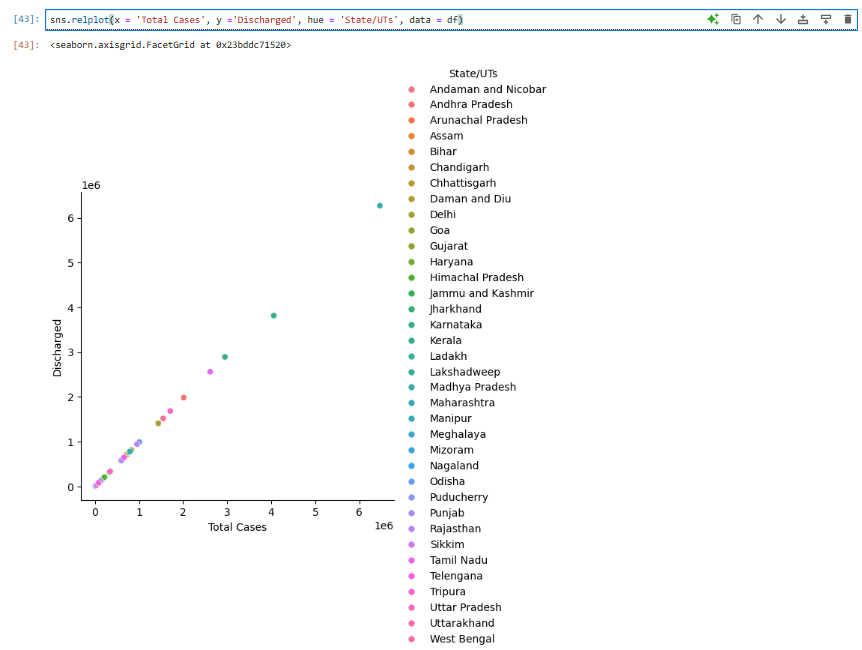 [43]: sns.relplot(x = 'Total Cases', y ='Discharged', hue = 'State/UTs', data = df)
[43]: <seaborn.axisgrid.FacetGrid at 0x23bddc71520>
State/UTs
Andaman and Nicobar
Andhra Pradesh
Arunachal Pradesh
Assam
Bihar
Chandigarh
Chhattisgarh
Daman and Diu
Delhi
Goa
Gujarat
Haryana
Himachal Pradesh
Jammu and Kashmir
Jharkhand
Karnataka
Kerala
Ladakh
Lakshadweep
Madhya Pradesh
Maharashtra
Manipur
Meghalaya
Mizoram
Nagaland
Odisha
Puducherry
Punjab
Rajasthan
Sikkim
Tamil Nadu
Telengana
Tripura
Uttar Pradesh
Uttarakhand
West Bengal
1e6
6
5
4
3
2
1
0
Discharged
0 1 2 3 4 5 6
Total Cases
1e6